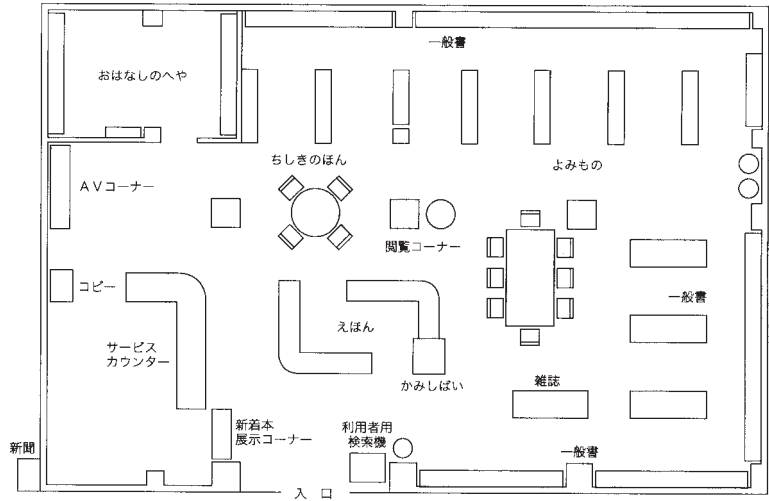 一般書
おはなしのへや
ちしきのほん
よみもの
AVコーナー
閲覧コーナー
コピー
一般書
えほん
サービス
カウンター
かみしばい
雑誌
新着本
展示コーナー
利用者用
検索機
新聞
一般書
入口